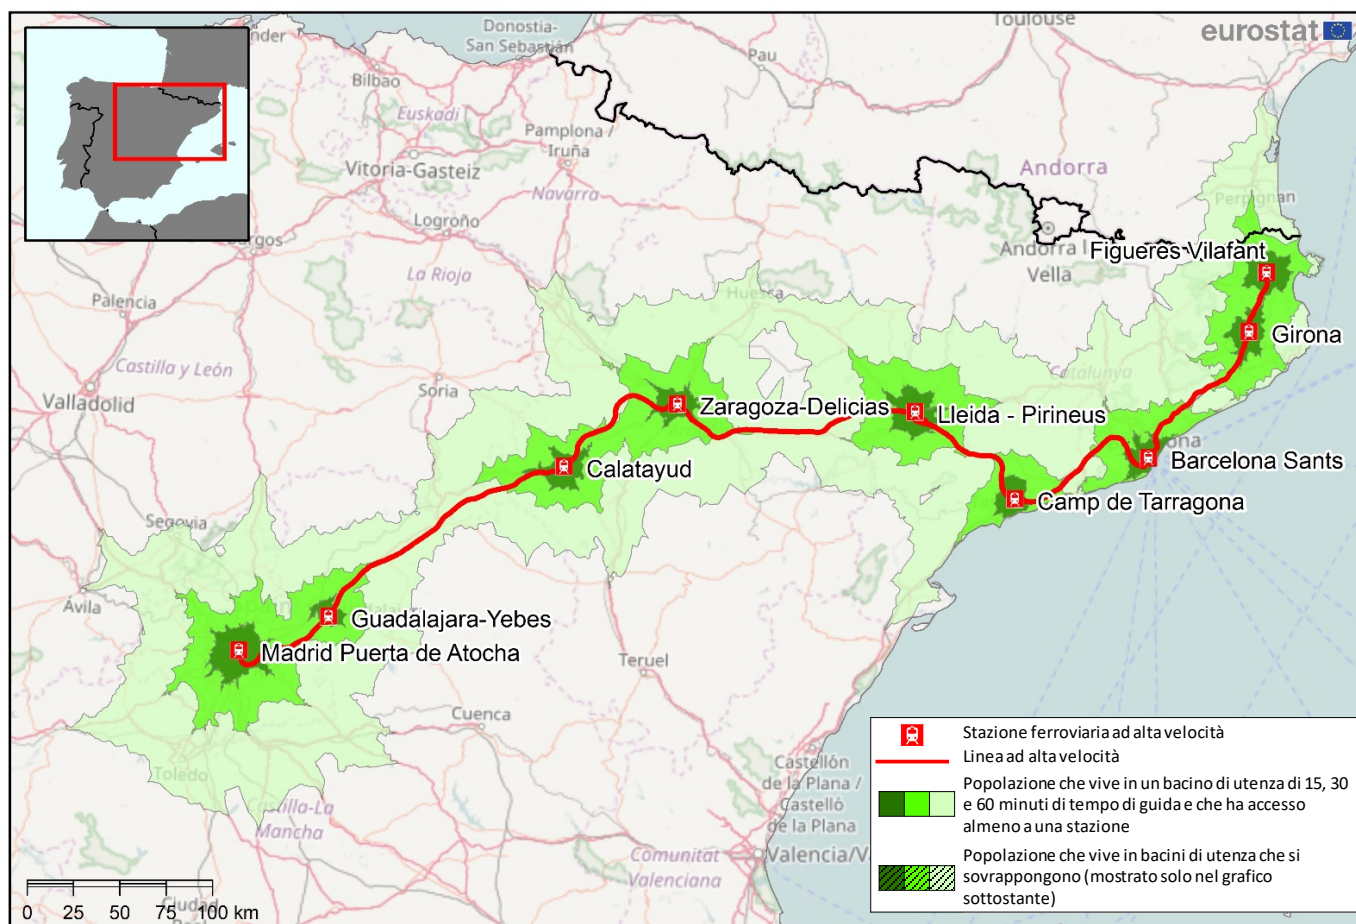 eurostat
Toulouse
Donostia-
San Sebastián
Pau
Bilbao
Euskadi
Pamplona /
Iruña
Vitoria-Gasteiz
Navarra
Andorra
Perpignan
Logroño
Andorra l
Vella
Figueres Vilafant
Burgos
La Rioja
Palencia
Huesca
Girona
Castilla y León
Soria
Catalunya
Valladolid
Zaragoza-Delicias
Lleida - Pirineus
ona
Calatayud
Barcelona Sants
Camp de Tarragona
Segovia
Ávila
Guadalajara-Yebes
Madrid Puerta de Atocha
Teruel
Cuenca
Toledo
Castilla-La
Mancha
Castellón
de la Plana /
Castelló
de la Plana
Comunitat
Valenciana
Valencia/V
Ciudad
Stazione ferroviaria ad alta velocità
Linea ad alta velocità
Popolazione che vive in un bacino di utenza di 15, 30
e 60 minuti di tempo di guida e che ha accesso
almeno a una stazione
Popolazione che vive in bacini di utenza che si
sovrappongono (mostrato solo nel grafico
sottostante)
0 25 50 75 100 km